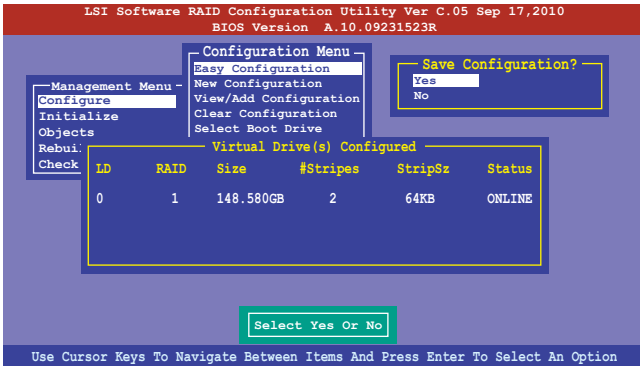 LSI Software RAID Configuration Utility Ver C.05 Sep 17,2010
BIOS Version A.10.09231523R
Configuration Menu
Easy Configuration
New Configuration
View/Add Configuration
Clear Configuration
Select Boot Drive
Save Configuration?
Yes
No
Management Menu
Configure
Initialize
Objects
Rebui
Check
Virtual Drive(s) Configured
LD RAID Size #Stripes StripSz Status
0 1 148.580GB 2 64KB ONLINE
Select Yes Or No
Use Cursor Keys To Navigate Between Items And Press Enter To Select An Option